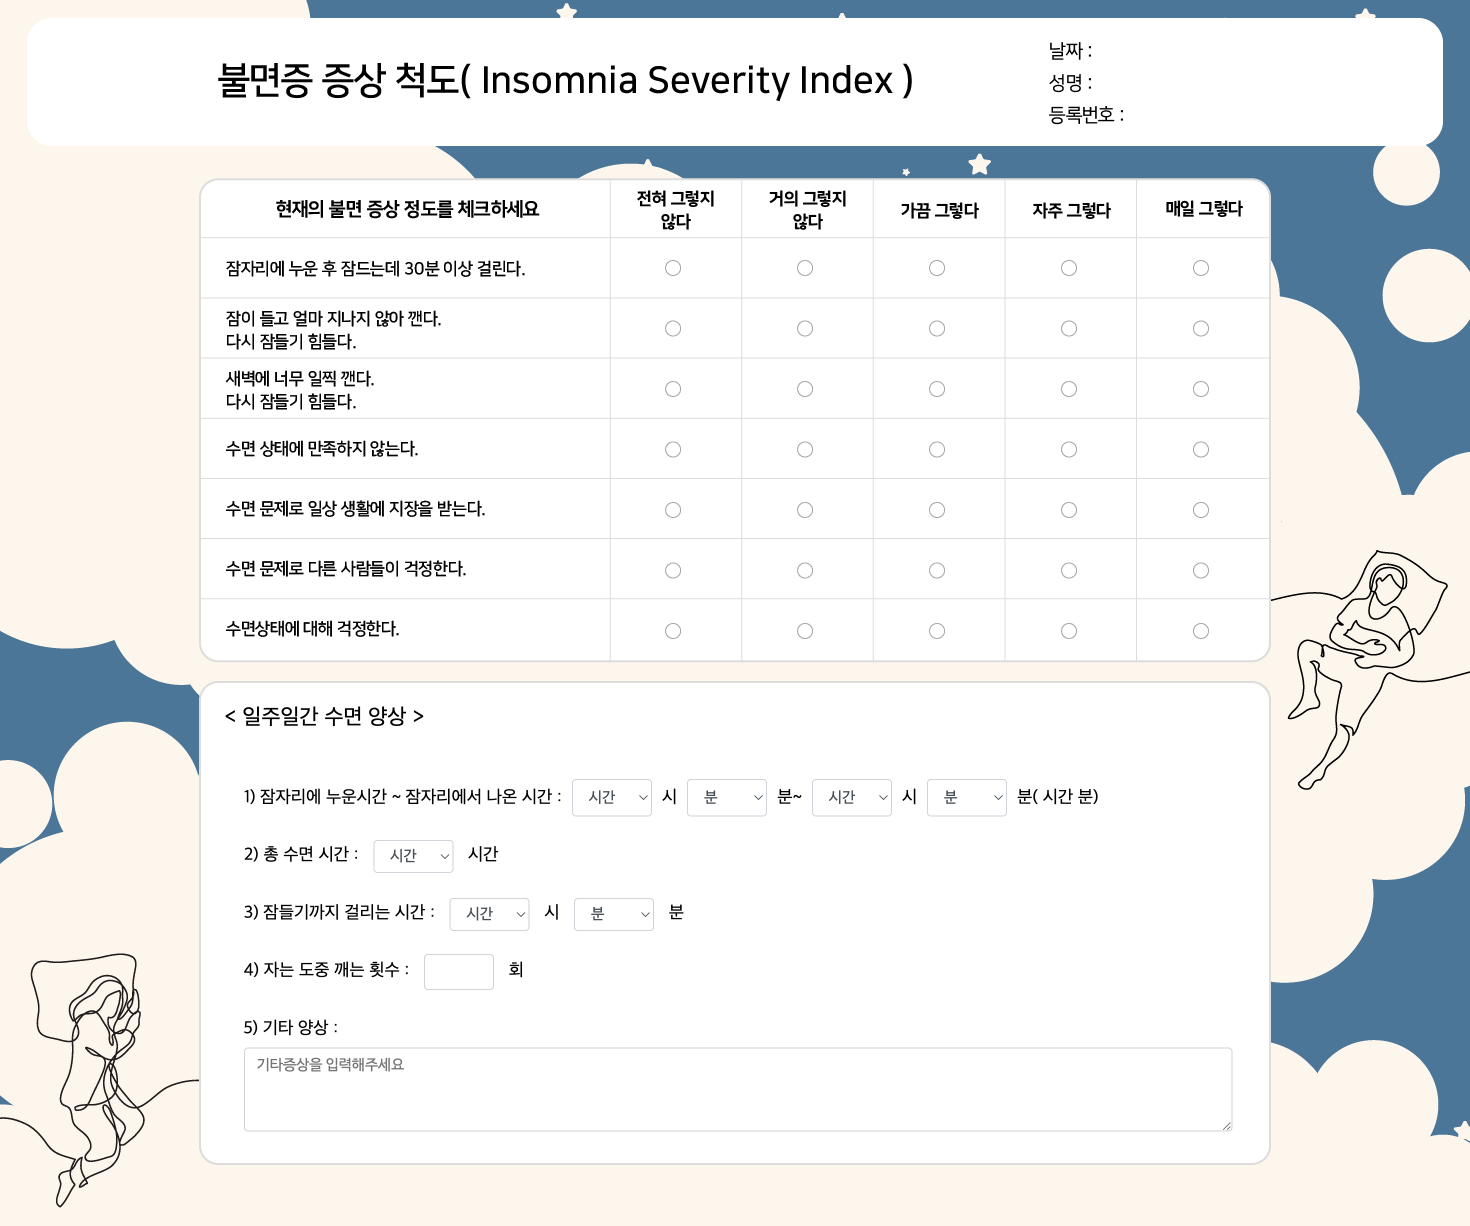 불면증 증상 척도( Insomnia Severity Index )
날짜 :
성명 :
등록번호 :
현재의 불면 증상 정도를 체크하세요
전혀 그렇지
않다
거의 그렇지
않다
가끔 그렇다
자주 그렇다
매일 그렇다
잠자리에 누운 후 잠드는데 30분 이상 걸린다.
잠이 들고 얼마 지나지 않아 깬다.
다시 잠들기 힘들다.
새벽에 너무 일찍 깬다.
다시 잠들기 힘들다.
수면 상태에 만족하지 않는다.
수면 문제로 일상 생활에 지장을 받는다.
수면 문제로 다른 사람들이 걱정한다.
수면상태에 대해 걱정한다.
< 일주일간 수면 양상 >
1) 잠자리에 누운시간 ~ 잠자리에서 나온 시간 : 시간 시 분 분~ 시간 시 분 분( 시간 분)
2) 총 수면 시간 : 시간 시간
3) 잠들기까지 걸리는 시간 : 시간 시 분 분
4) 자는 도중 깨는 횟수 : 회
5) 기타 양상 :
기타증상을 입력해주세요